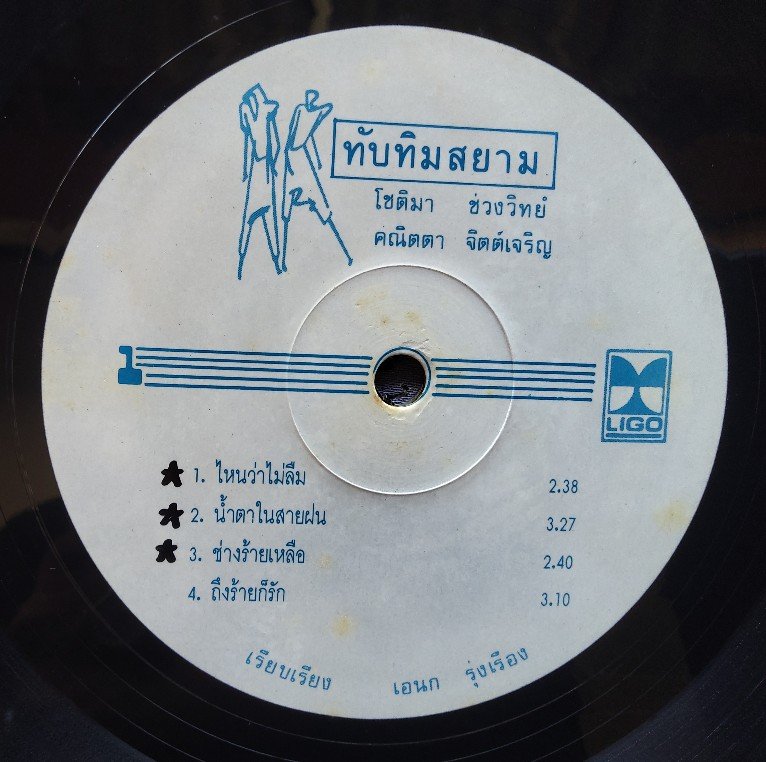 ทับทิมสยาม
โชติมา ช่วงวิทย์
คณิตตา จิตต์เจริญ
1
LIGO
1. ไหนว่าไม่ลืม 2.38
2. น้ำตาในสายฝน 3.27
3. ช่างร้ายเหลือ 2.40
4. ถึงร้ายก็รัก 3.10
เรียบเรียง เอนก รุ่งเรือง